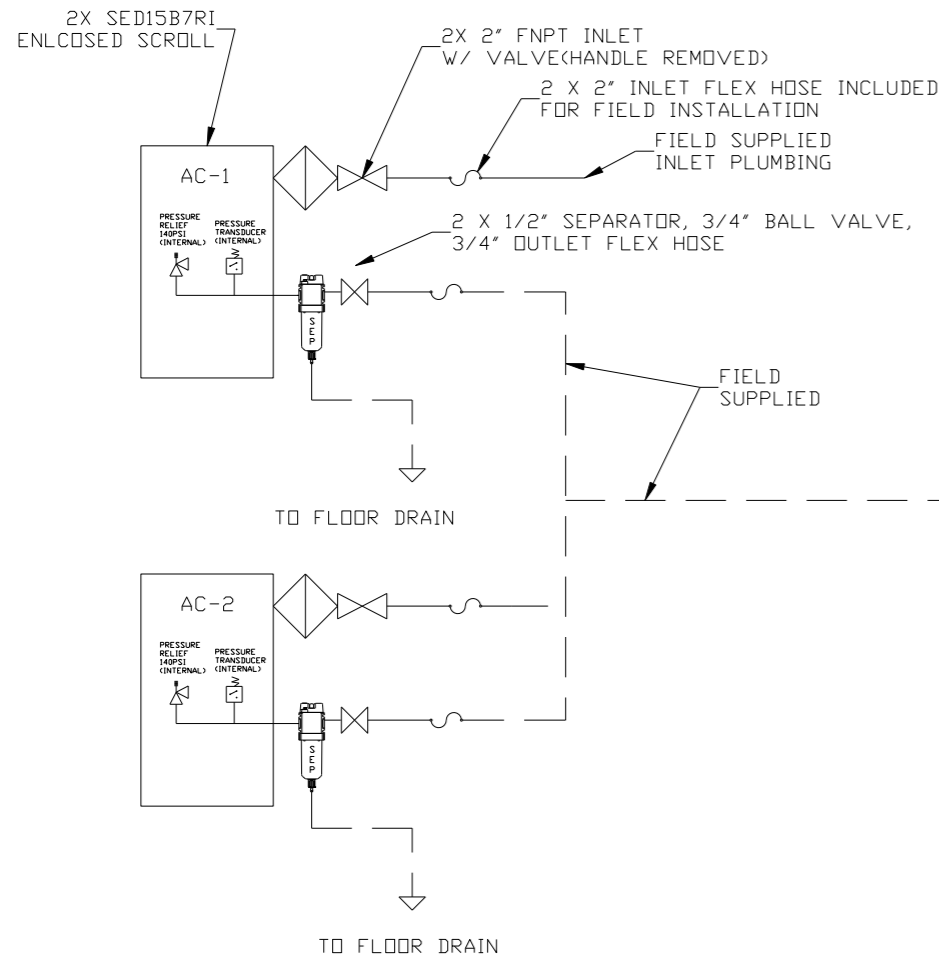 2X SED15B7RI
ENLCOSED SCROLL
2X 2" FNPT INLET
W/ VALVE(HANDLE REMOVED)
2 X 2" INLET FLEX HOSE INCLUDED
FOR FIELD INSTALLATION
FIELD SUPPLIED
INLET PLUMBING
AC-1
PRESSURE
RELIEF
140PSI
(INTERNAL)
PRESSURE
TRANSDUCER
(INTERNAL)
2 X 1/2" SEPARATOR, 3/4" BALL VALVE,
3/4" OUTLET FLEX HOSE
SEP
FIELD
SUPPLIED
TO FLOOR DRAIN
AC-2
PRESSURE
RELIEF
140PSI
(INTERNAL)
PRESSURE
TRANSDUCER
(INTERNAL)
SEP
TO FLOOR DRAIN